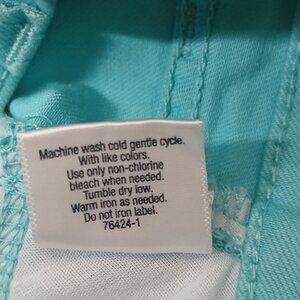 Machine wash cold gentle cycle.
With like colors.
Use only non-chlorine
bleach when needed.
Tumble dry low.
Warm iron as needed.
Do not iron label.
76424-1